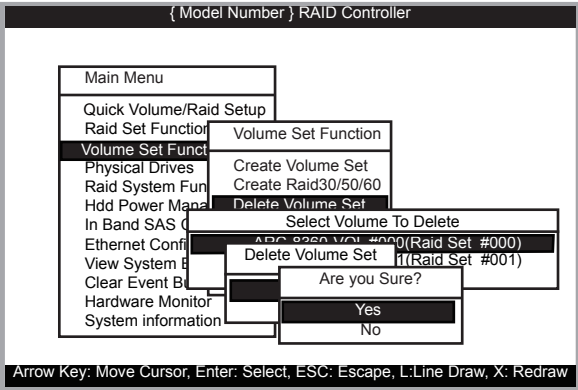 { Model Number } RAID Controller
Main Menu
Quick Volume/Raid Setup
Raid Set Function
Volume Set Funct
Physical Drives
Raid System Fun
Hdd Power Mana
In Band SAS
Ethernet Confi
View System
Clear Event Bu
Hardware Monitor
System information
Volume Set Function
Create Volume Set
Create Raid30/50/60
Delete Volume Set
Select Volume To Delete
ARC-8360-VOL #000(Raid Set #000)
1(Raid Set #001)
Delete Volume Set
Are you Sure?
Yes
No
Arrow Key: Move Cursor, Enter: Select, ESC: Escape, L:Line Draw, X: Redraw